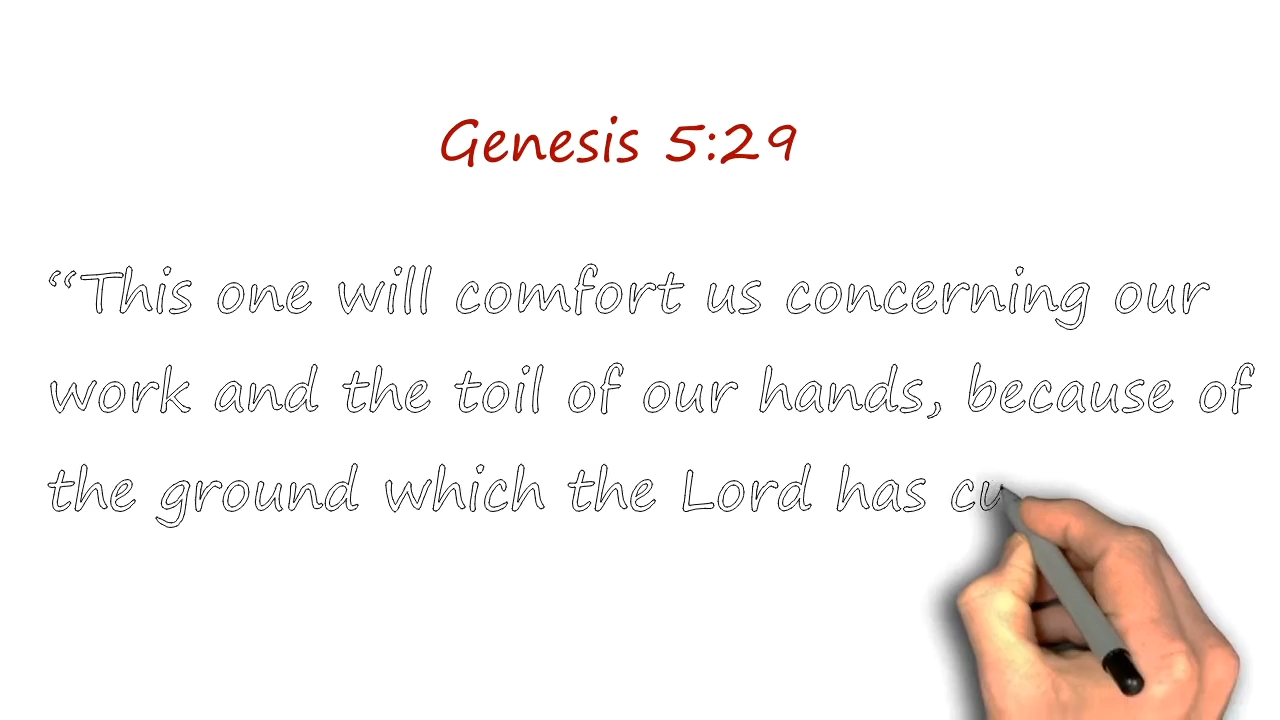 Genesis 5:29
“This one will comfort us concerning our
work and the toil of our hands, because of
the ground which the Lord has cu